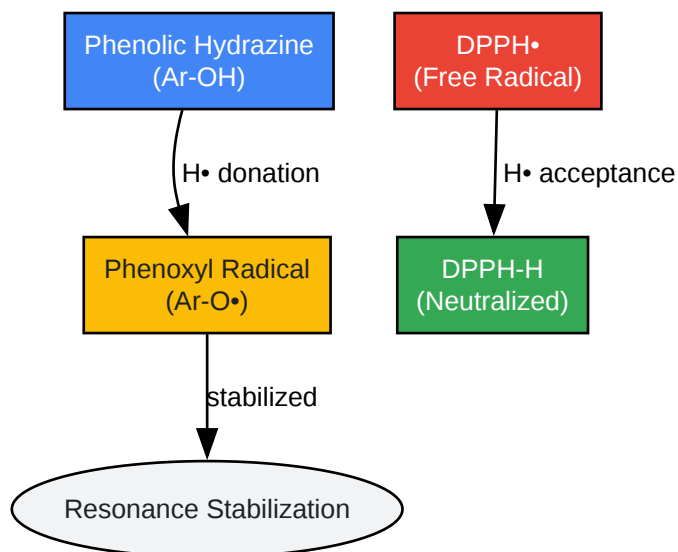 Phenolic Hydrazine
(Ar-OH)
DPPH•
(Free Radical)
H• donation
H• acceptance
Phenoxyl Radical
(Ar-O•)
DPPH-H
(Neutralized)
stabilized
Resonance Stabilization